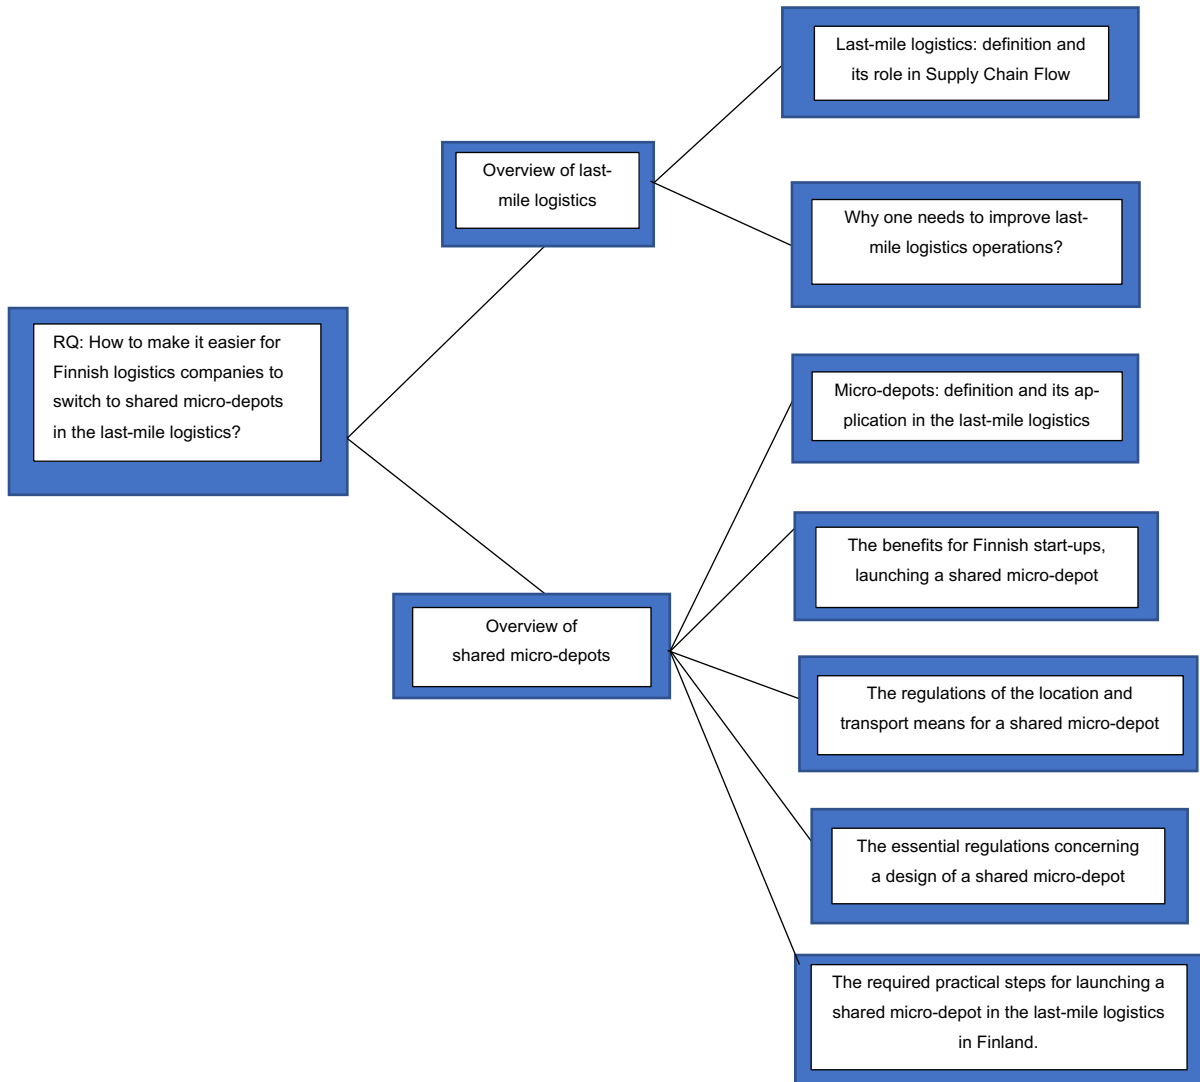 RQ: How to make it easier for
Finnish logistics companies to
switch to shared micro-depots
in the last-mile logistics?
Overview of last-
mile logistics
Last-mile logistics: definition and
its role in Supply Chain Flow
Why one needs to improve last-
mile logistics operations?
Overview of
shared micro-depots
Micro-depots: definition and its ap-
plication in the last-mile logistics
The benefits for Finnish start-ups,
launching a shared micro-depot
The regulations of the location and
transport means for a shared micro-depot
The essential regulations concerning
a design of a shared micro-depot
The required practical steps for launching a
shared micro-depot in the last-mile logistics
in Finland.